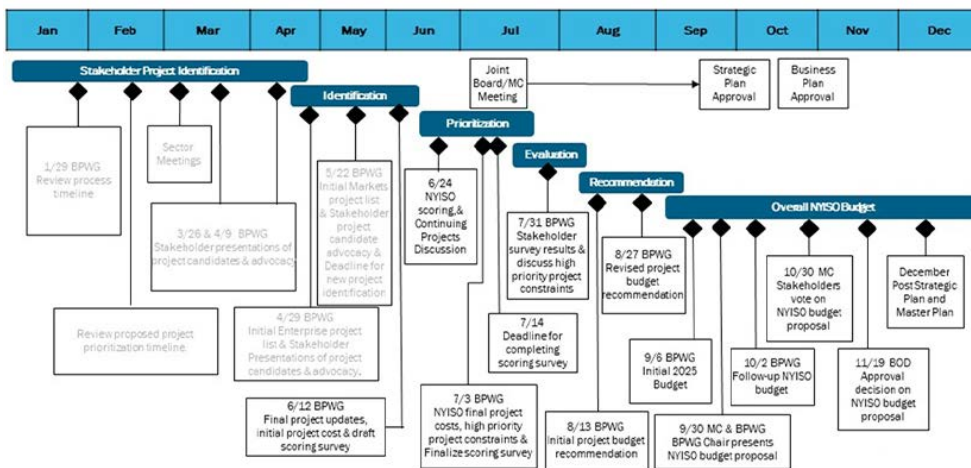 Jan Feb Mar Apr May Jun Jul Aug Sep Oct Nov Dec
Stakeholder Project Identification
Identification
Prioritization
Evaluation
Recommendation
Overall NYISO Budget
Joint
Board/MC
Meeting
Strategic
Plan
Approval
Business
Plan
Approval
1/29 BPWG
Review process
timeline
Sector
Meetings
3/26 & 4/9 BPWG
Stakeholder presentations of
project candidates & advocacy
Review proposed project
prioritization timeline.
5/22 BPWG
Initial Markets
project list
& Stakeholder
project
candidate
advocacy &
Deadline for
new project
identification
4/29 BPWG
Initial Enterprise project
list & Stakeholder
Presentations of project
candidates & advocacy.
6/12 BPWG
Final project updates,
initial project cost & draft
scoring survey
6/24
NYISO
scoring,&
Continuing
Projects
Discussion
7/3 BPWG
NYISO final project
costs, high priority
project constraints &
Finalize scoring survey
7/14
Deadline for
completing
scoring survey
7/31 BPWG
Stakeholder
survey results &
discuss high
priority project
constraints
8/13 BPWG
Initial project budget
recommendation
8/27 BPWG
Revised project
budget
recommendation
9/6 BPWG
Initial 2025
Budget
9/30 MC & BPWG
BPWG Chair presents
NYISO budget proposal
10/2 BPWG
Follow-up NYISO
budget
10/30 MC
Stakeholders
vote on
NYISO budget
proposal
11/19 BOD
Approval
decision on
NYISO budget
proposal
December
Post Strategic
Plan and
Master Plan